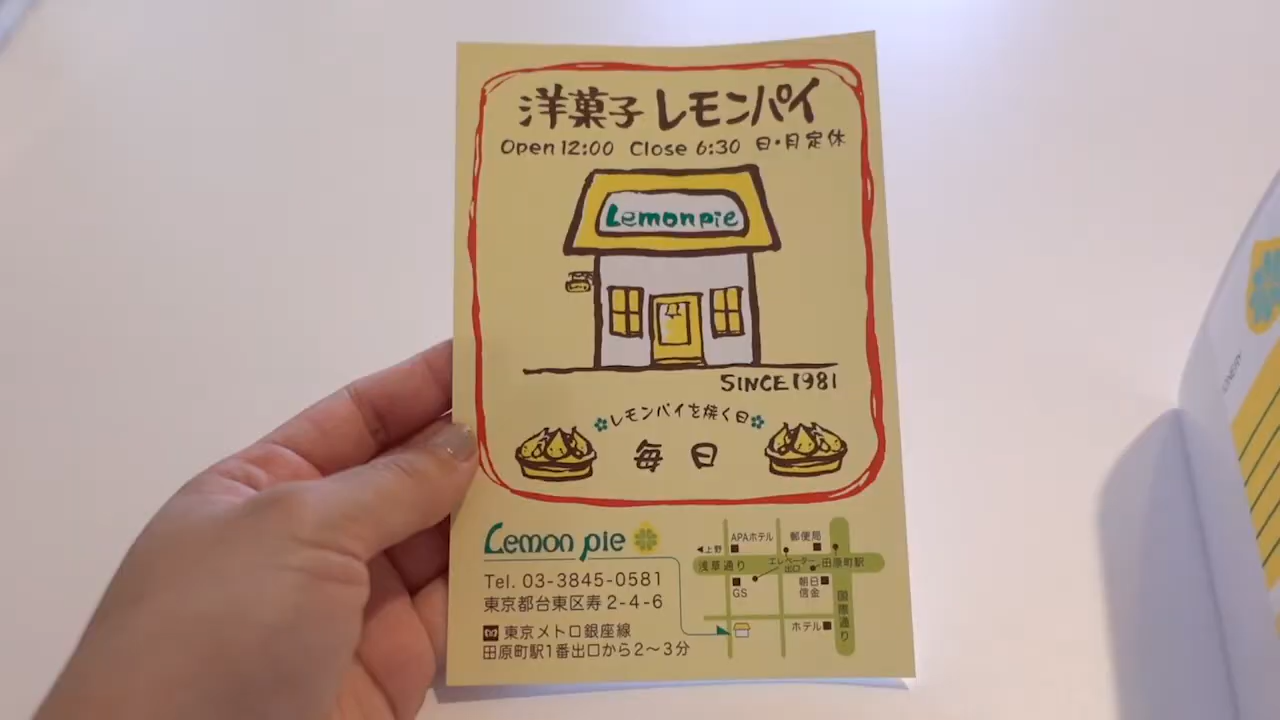 洋菓子 レモンパイ
Open 12:00 Close 6:30 日・月定休
Lemon pie
SINCE 1981
レモンパイを焼く日
毎日
Lemon pie
Tel. 03-3845-0581
東京都台東区寿2-4-6
東京メトロ銀座線
田原町駅1番出口から2〜3分
APAホテル
郵便局
◀上野
浅草通り
エレベーター
出口
田原町駅
GS
朝日
信金
国際通り
ホテル